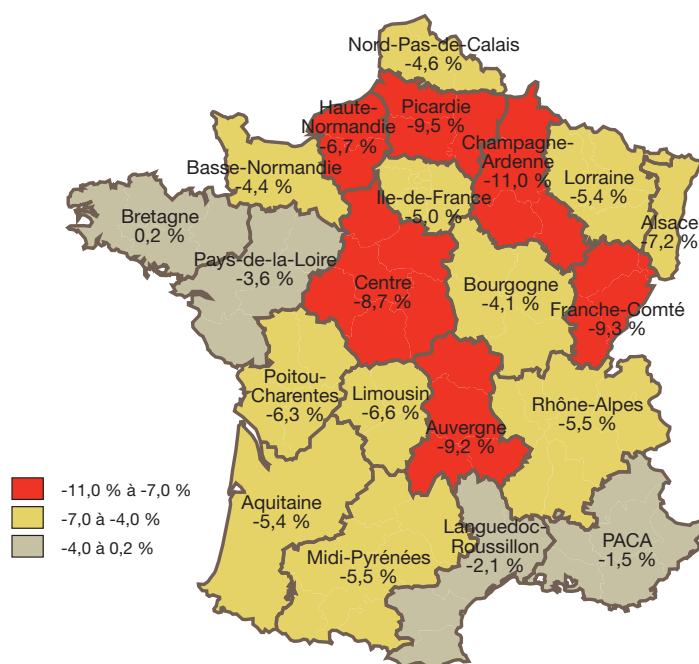 Nord-Pas-de-Calais
-4,6 %
Haute-
Normandie
-6,7 %
Picardie
-9,5 %
Champagne-
Ardenne
-11,0 %
Lorraine
-5,4 %
Alsace
-7,2 %
Basse-Normandie
-4,4 %
Ile-de-France
-5,0 %
Bretagne
0,2 %
Pays-de-la-Loire
-3,6 %
Centre
-8,7 %
Bourgogne
-4,1 %
Franche-Comté
-9,3 %
Poitou-
Charentes
-6,3 %
Limousin
-6,6 %
Auvergne
-9,2 %
Rhône-Alpes
-5,5 %
Aquitaine
-5,4 %
Midi-Pyrénées
-5,5 %
Languedoc-
Roussillon
-2,1 %
PACA
-1,5 %
-11,0 % à -7,0 %
-7,0 à -4,0 %
-4,0 à 0,2 %